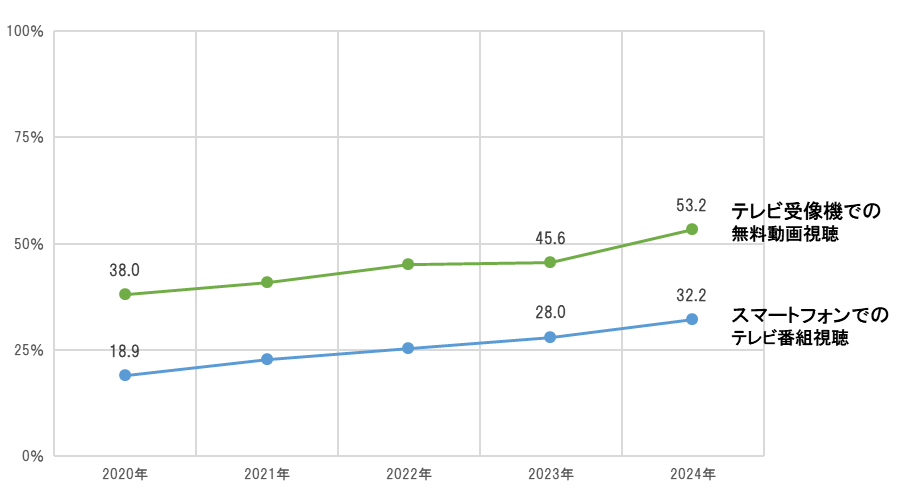 100%
75%
50%
25%
0%
38.0
45.6
53.2
18.9
28.0
32.2
テレビ受像機での
無料動画視聴
スマートフォンでの
テレビ番組視聴
2020年
2021年
2022年
2023年
2024年